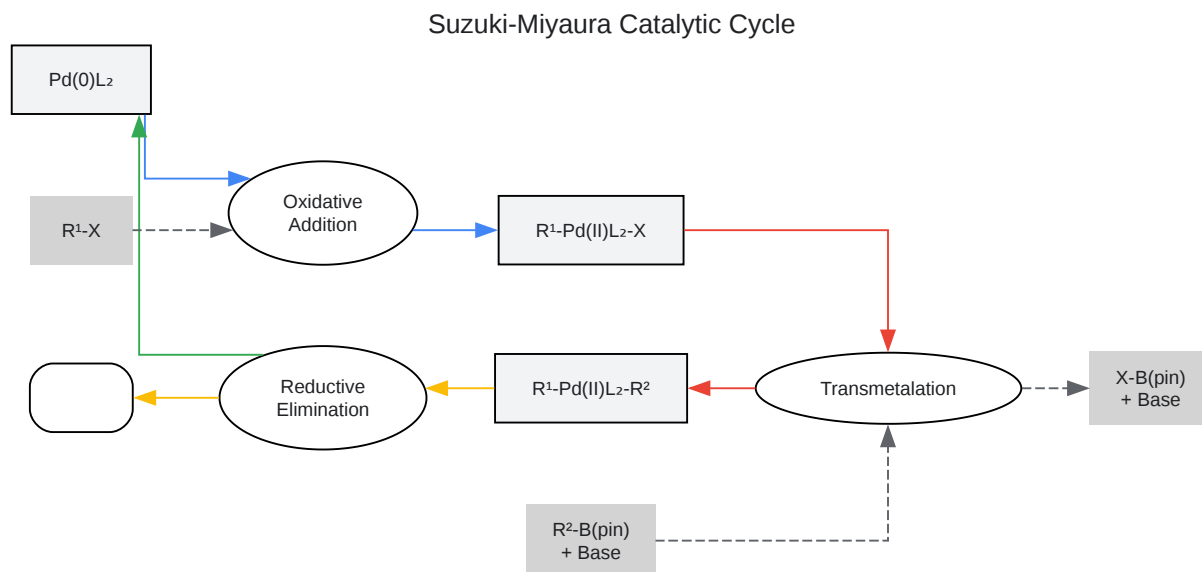 Suzuki-Miyaura Catalytic Cycle
Pd(0)L₂
Oxidative
Addition
R¹-X
R¹-Pd(II)L₂-X
Reductive
Elimination
R¹-Pd(II)L₂-R²
Transmetalation
X-B(pin)
+ Base
R²-B(pin)
+ Base